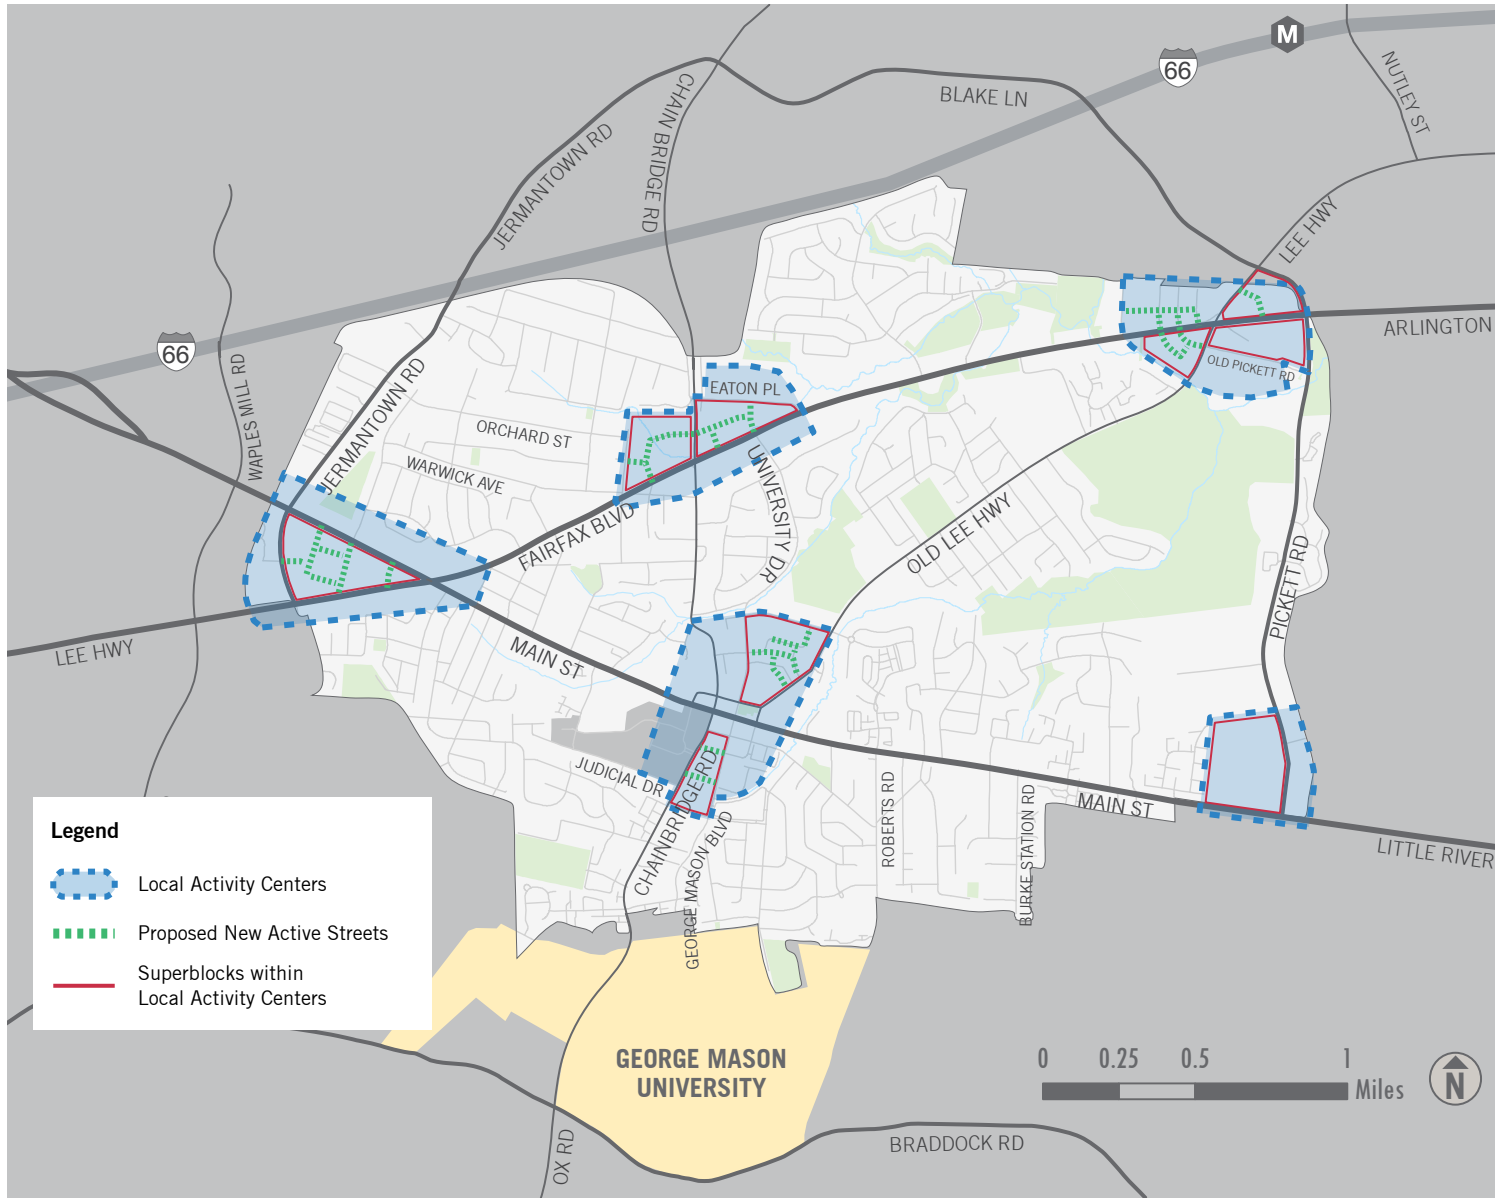 M
66
NUTLEY ST
CHAIN BRIDGE RD
BLAKE LN
JERMANTOWN RD
LEE HWY
ARLINGTON
66
WAPLES MILL RD
JERMANTOWN RD
EATON PL
OLD PICKETT RD
ORCHARD ST
WARWICK AVE
UNIVERSITY DR
FAIRFAX BLVD
OLD LEE HWY
PICKETT RD
LEE HWY
MAIN ST
JUDICIAL DR
CHAINBRIDGE RD
GEORGE MASON BLVD
ROBERTS RD
BURKE STATION RD
MAIN ST
LITTLE RIVER
Legend
Local Activity Centers
Proposed New Active Streets
Superblocks within
Local Activity Centers
GEORGE MASON
UNIVERSITY
0 0.25 0.5 1
Miles
N
OX RD
BRADDOCK RD